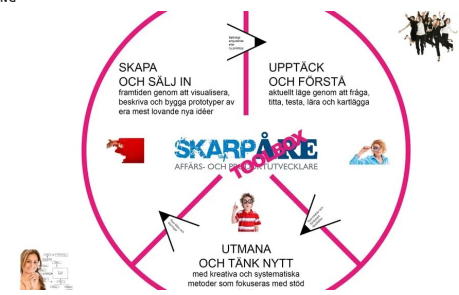 SKAPA
OCH SÄLJ IN
framtiden genom att visualisera,
beskriva och bygga prototyper av
era mest lovande nya idéer
UPPTÄCK
OCH FÖRSTÅ
aktuellt läge genom att fråga,
titta, testa, lära och kartlägga
SKARPÅRE
TOOLBOX
AFFÄRS- OCH PRODUKTUTVECKLARE
UTMANA
OCH TÄNK NYTT
med kreativa och systematiska
metoder som fokuseras med stöd